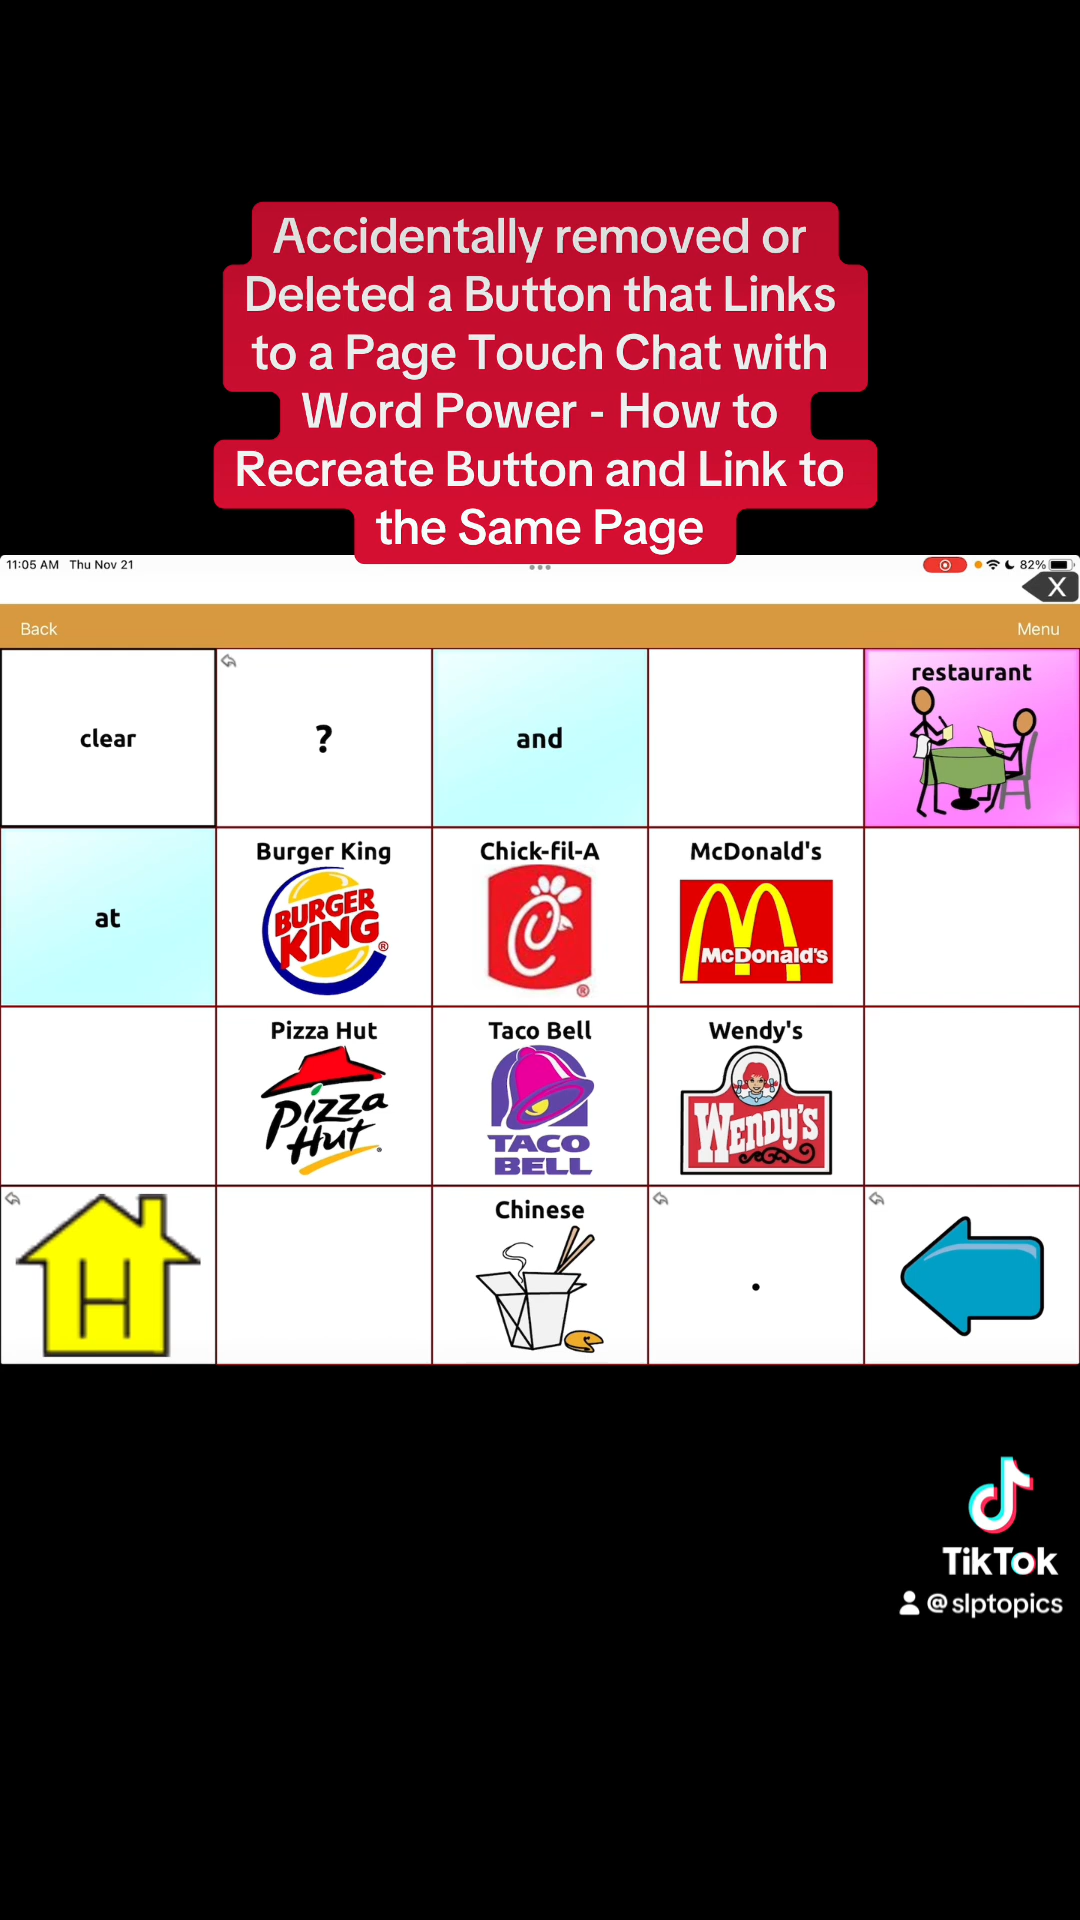 Accidentally removed or
Deleted a Button that Links
to a Page Touch Chat with
Word Power - How to
Recreate Button and Link to
the Same Page
11:05 AM Thu Nov 21
82%
X
Back
Menu
clear
?
and
restaurant
at
Burger King
BURGER
KING
®
Chick-fil-A
®
McDonald's
McDonald's
Pizza Hut
Pizza
Hut
Taco Bell
TACO
BELL
Wendy's
WENDY'S
H
Chinese
.
TikTok
@slptopics